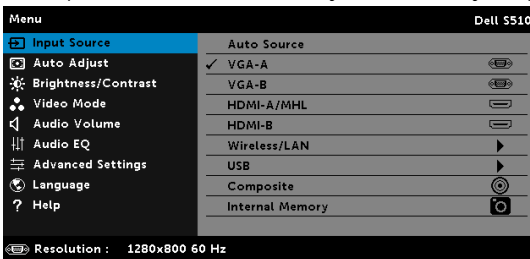 Menu Dell S510
Input Source
Auto Adjust
Brightness/Contrast
Video Mode
Audio Volume
Audio EQ
Advanced Settings
Language
? Help
Auto Source
✓ VGA-A
VGA-B
HDMI-A/MHL
HDMI-B
Wireless/LAN
USB
Composite
Internal Memory
Resolution : 1280x800 60 Hz